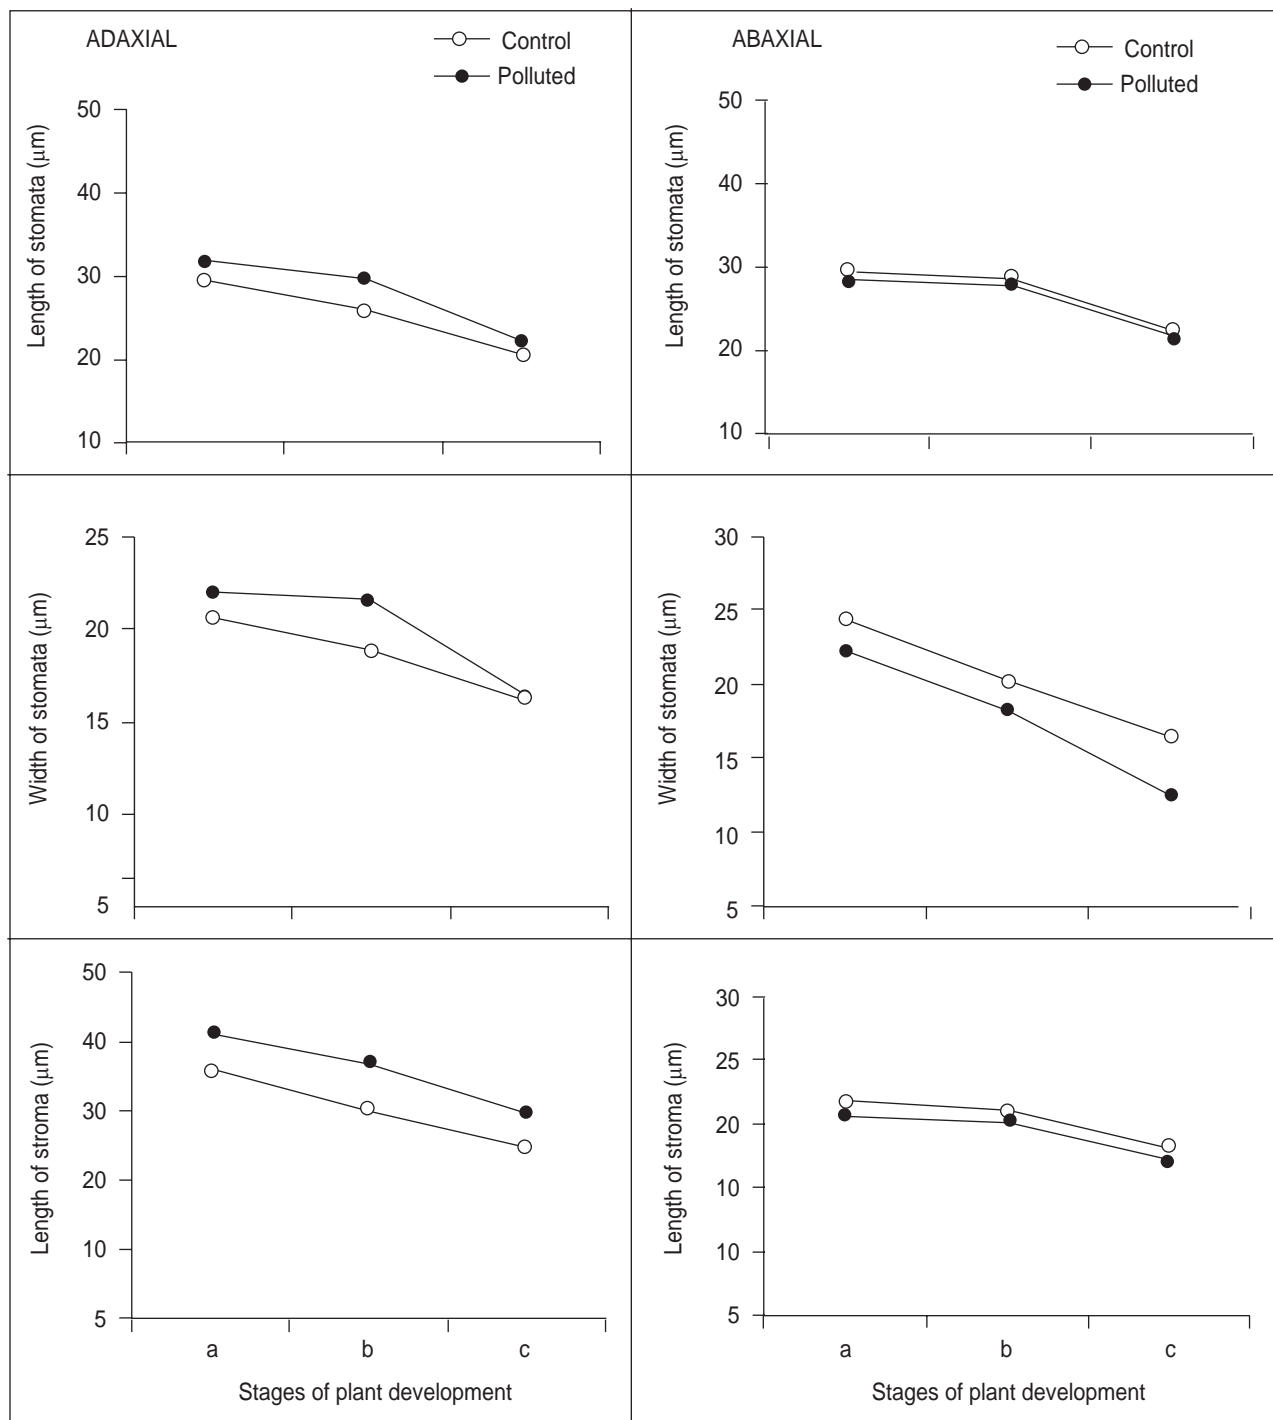 ADAXIAL
Control
Polluted
50
40
30
20
10
Length of stomata (μm)
ABAXIAL
Control
Polluted
50
40
30
20
10
Length of stomata (μm)
25
20
15
10
5
Width of stomata (μm)
30
25
20
15
10
5
Width of stomata (μm)
50
40
30
20
10
5
Length of stroma (μm)
a b c
Stages of plant development
30
25
20
10
10
5
Length of stroma (μm)
a b c
Stages of plant development